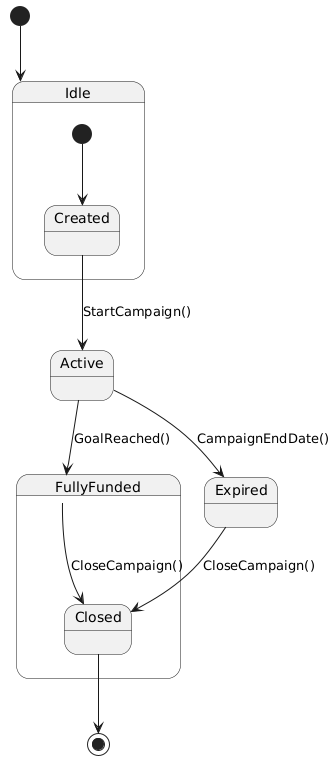 Idle
Created
StartCampaign()
Active
GoalReached()
CampaignEndDate()
FullyFunded
Expired
CloseCampaign()
CloseCampaign()
Closed